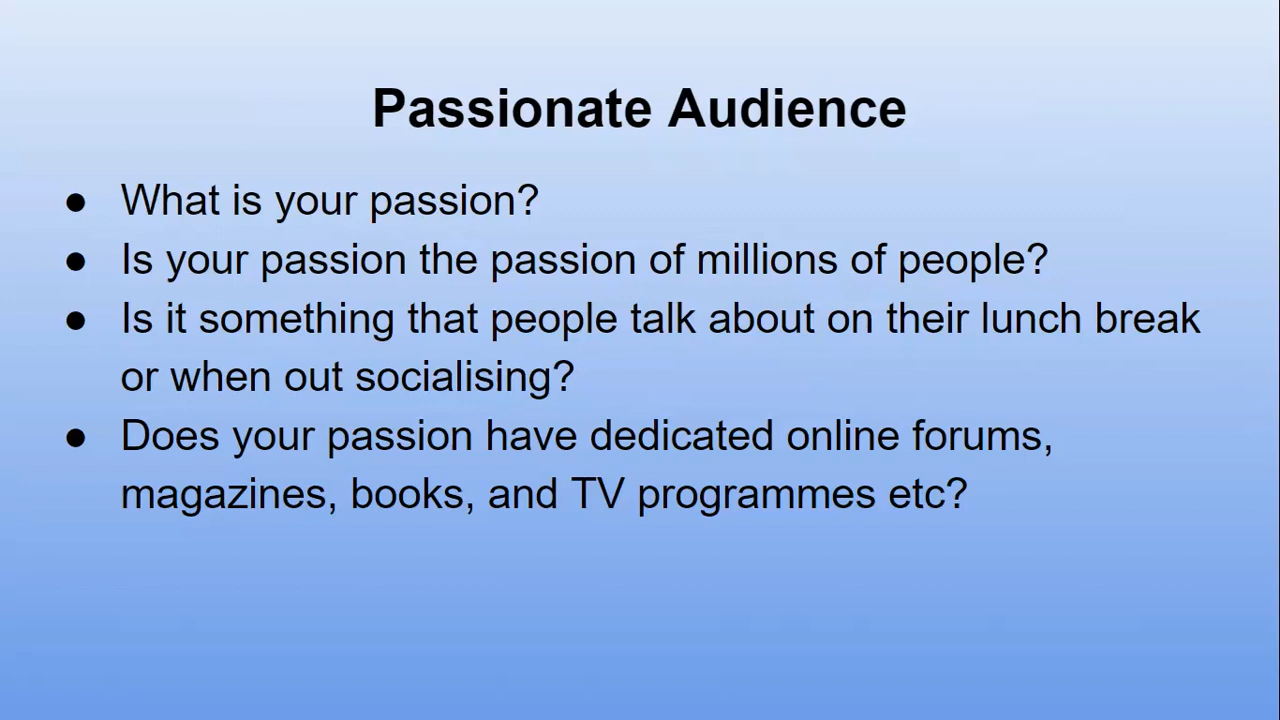 Passionate Audience
● What is your passion?
● Is your passion the passion of millions of people?
● Is it something that people talk about on their lunch break
or when out socialising?
● Does your passion have dedicated online forums,
magazines, books, and TV programmes etc?